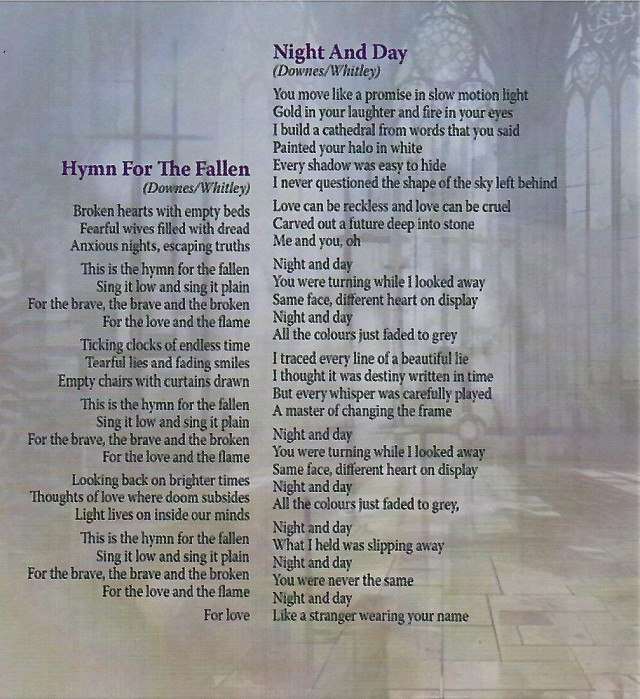 Hymn For The Fallen
(Downes/Whitley)
Broken hearts with empty beds
Fearful wives filled with dread
Anxious nights, escaping truths
This is the hymn for the fallen
Sing it low and sing it plain
For the brave, the brave and the broken
For the love and the flame
Ticking clocks of endless time
Tearful lies and fading smiles
Empty chairs with curtains drawn
This is the hymn for the fallen
Sing it low and sing it plain
For the brave, the brave and the broken
For the love and the flame
Looking back on brighter times
Thoughts of love where doom subsides
Light lives on inside our minds
This is the hymn for the fallen
Sing it low and sing it plain
For the brave, the brave and the broken
For the love and the flame
For love
Night And Day
(Downes/Whitley)
You move like a promise in slow motion light
Gold in your laughter and fire in your eyes
I build a cathedral from words that you said
Painted your halo in white
Every shadow was easy to hide
I never questioned the shape of the sky left behind
Love can be reckless and love can be cruel
Carved out a future deep into stone
Me and you, oh
Night and day
You were turning while I looked away
Same face, different heart on display
Night and day
All the colours just faded to grey
I traced every line of a beautiful lie
I thought it was destiny written in time
But every whisper was carefully played
A master of changing the frame
Night and day
You were turning while I looked away
Same face, different heart on display
Night and day
All the colours just faded to grey,
Night and day
What I held was slipping away
Night and day
You were never the same
Night and day
Like a stranger wearing your name